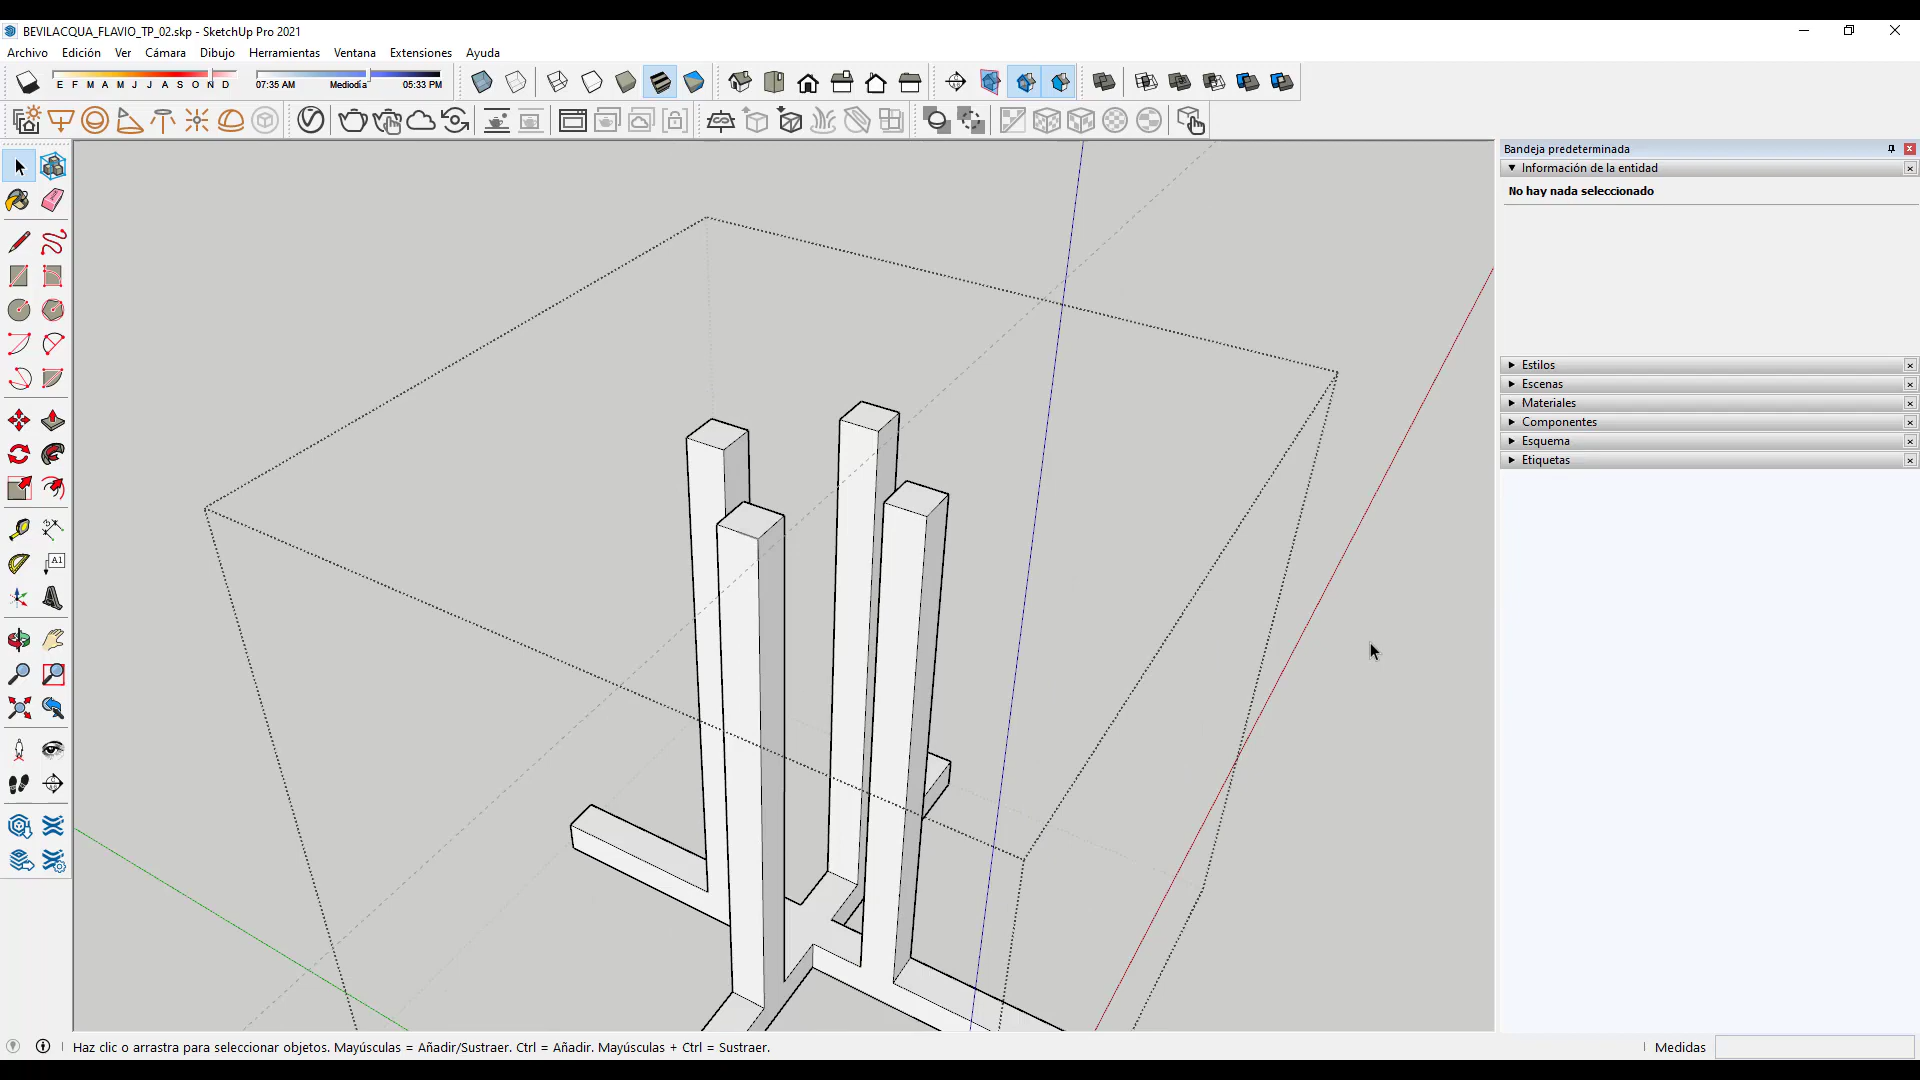 BEVILACQUA_FLAVIO_TP_02.skp - SketchUp Pro 2021
Archivo Edición Ver Cámara Dibujo Herramientas Ventana Extensiones Ayuda
E F M A M J J A S O N D 07:35 AM Mediodía 05:33 PM
Bandeja predeterminada
Información de la entidad
No hay nada seleccionado
Estilos
Escenas
Materiales
Componentes
Esquema
Etiquetas
A1
Haz clic o arrastra para seleccionar objetos. Mayúsculas = Añadir/Sustraer. Ctrl = Añadir. Mayúsculas + Ctrl = Sustraer.
Medidas